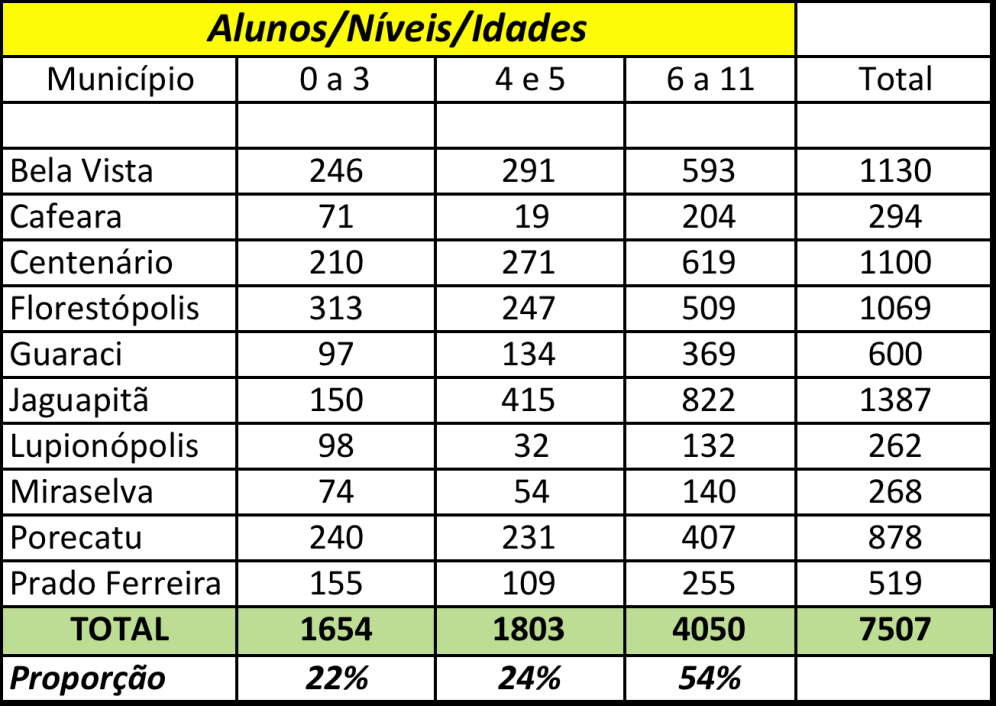 Alunos/Níveis/Idades
Município 0 a 3 4 e 5 6 a 11 Total
Bela Vista 246 291 593 1130
Cafeara 71 19 204 294
Centenário 210 271 619 1100
Florestópolis 313 247 509 1069
Guaraci 97 134 369 600
Jaguapitã 150 415 822 1387
Lupionópolis 98 32 132 262
Miraselva 74 54 140 268
Porecatu 240 231 407 878
Prado Ferreira 155 109 255 519
TOTAL 1654 1803 4050 7507
Proporção 22% 24% 54%